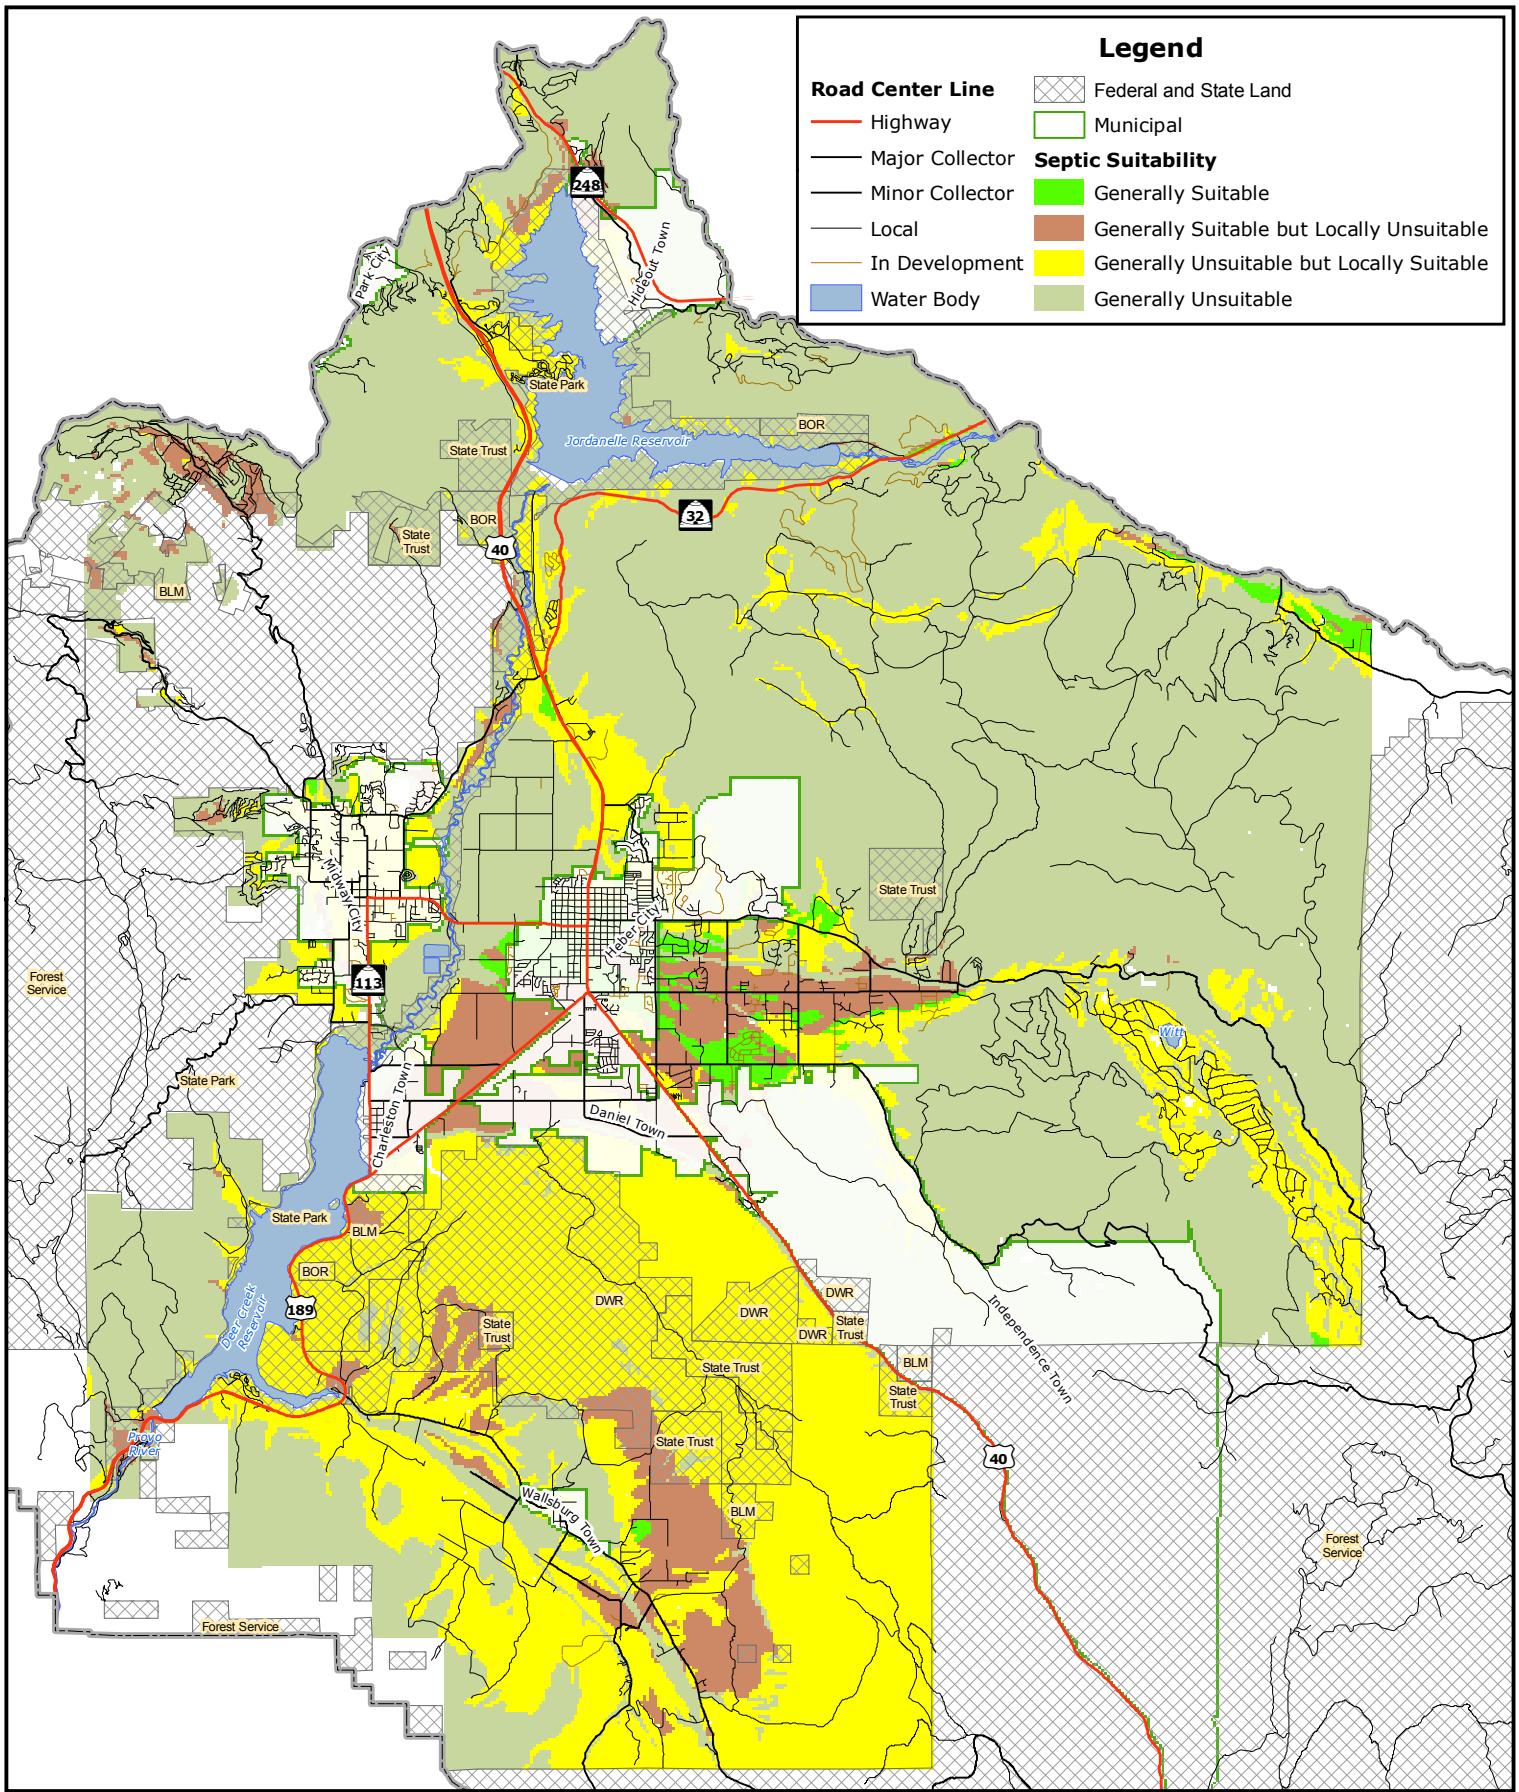 Legend
Road Center Line
Highway
Major Collector
Minor Collector
Local
In Development
Water Body
Federal and State Land
Municipal
Septic Suitability
Generally Suitable
Generally Suitable but Locally Unsuitable
Generally Unsuitable but Locally Suitable
Generally Unsuitable
248
Park City
Hideout Town
State Park
BOR
Jordanelle Reservoir
State Trust
32
BOR
State
Trust
40
BLM
Midway City
State Trust
Heber City
Forest
Service
113
Witt
State Park
Charleston Town
Daniel Town
State Park
BLM
BOR
189
Deer Creek
Reservoir
DWR
DWR
DWR
State
Trust
DWR
State
Trust
Independence Town
State Trust
BLM
State
Trust
Provo
River
State Trust
40
Wallsburg Town
BLM
Forest
Service
Forest Service